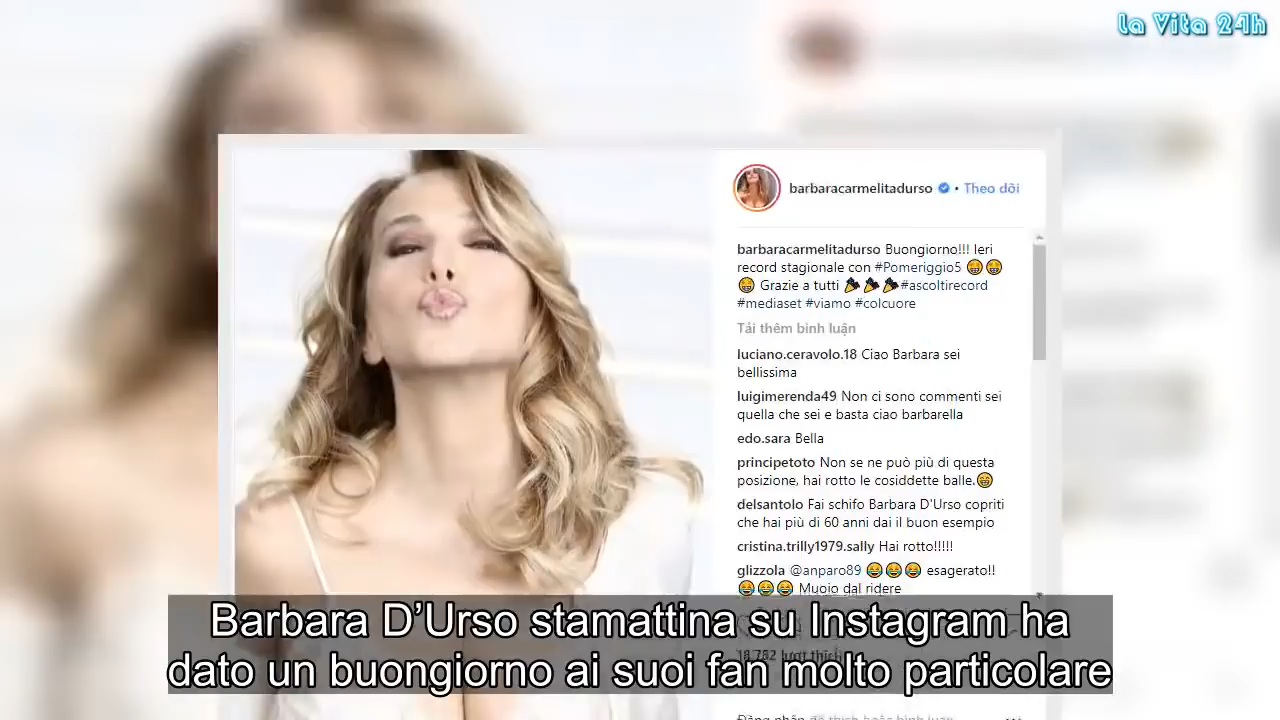 la Vita 24h
barbaracarmelitadurso • Theo dõi
barbaracarmelitadurso Buongiorno!!! Ieri
record stagionale con #Pomeriggio5 😁😁
😁 Grazie a tutti 🎉🎉🎉#ascoltirecord
#mediaset #viamo #colcuore
Tải thêm bình luận
luciano.ceravolo.18 Ciao Barbara sei
bellissima
luigimerenda49 Non ci sono commenti sei
quella che sei e basta ciao barbarella
edo.sara Bella
principetoto Non se ne può più di questa
posizione, hai rotto le cosiddette balle.😁
delsantolo Fai schifo Barbara D'Urso copriti
che hai più di 60 anni dai il buon esempio
cristina.trilly1979.sally Hai rotto!!!!!
glizzola @anparo89 😂😂😂 esagerato!!
😂😂😂 Muoio dal ridere
Barbara D’Urso stamattina su Instagram ha
dato un buongiorno ai suoi fan molto particolare